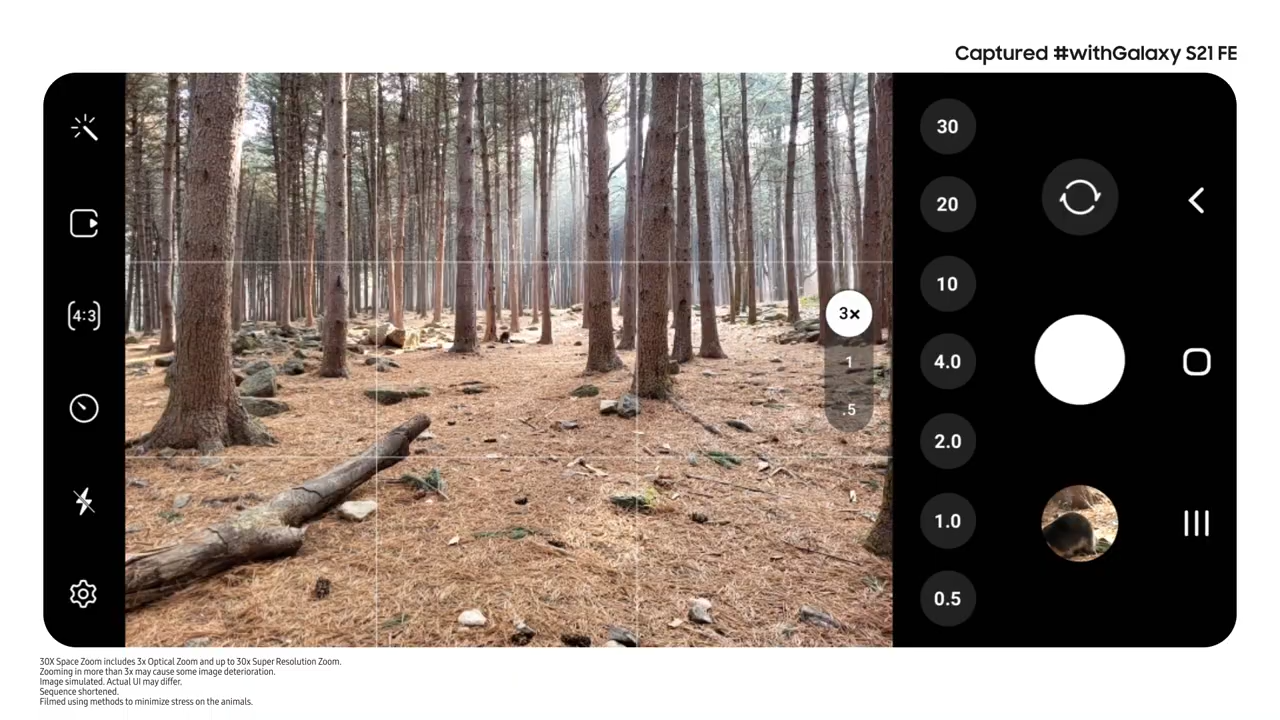 Captured #withGalaxy S21 FE
4:3
3×
1
.5
30
20
10
4.0
2.0
1.0
0.5
30X Space Zoom includes 3x Optical Zoom and up to 30x Super Resolution Zoom.
Zooming in more than 3x may cause some image deterioration.
Image simulated. Actual UI may differ.
Sequence shortened.
Filmed using methods to minimize stress on the animals.